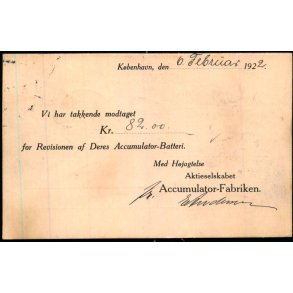 København, den 6 Februar 1922.
Vi har takkende modtaget
Kr. 82.00.
for Revisionen af Deres Accumulator-Batteri.
Med Højagtelse
Aktieselskabet
Accumulator-Fabriken.